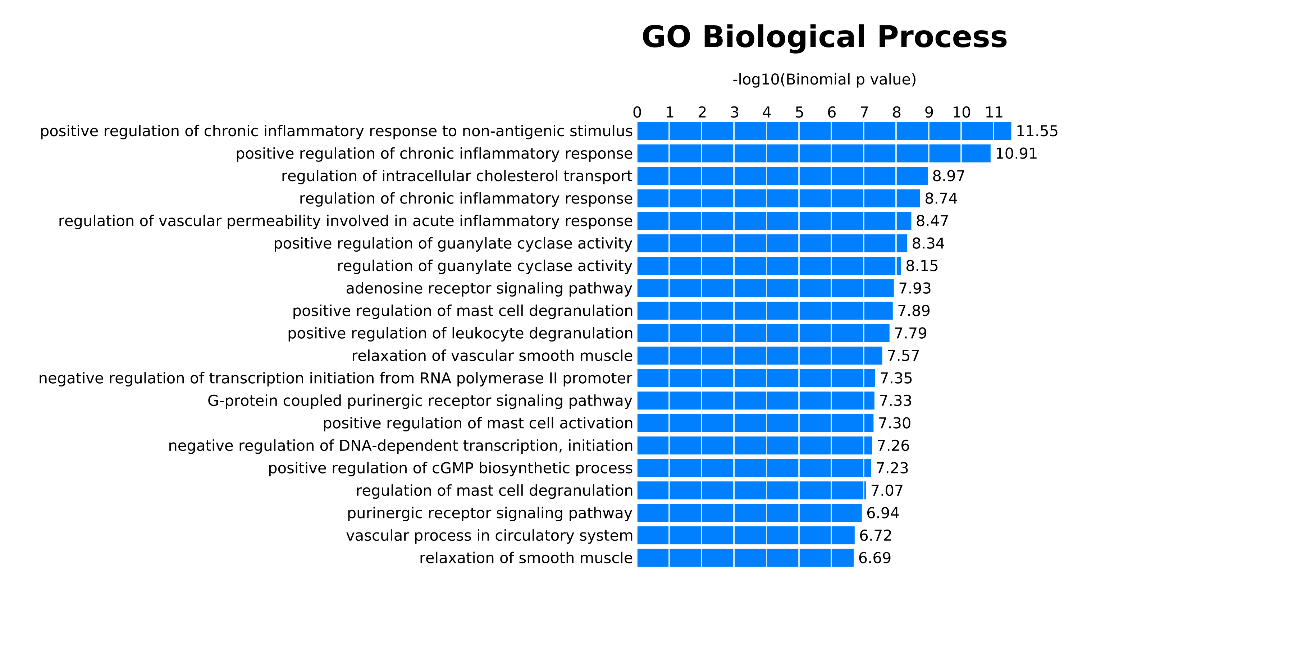 GO Biological Process
-log10(Binomial p value)
0 1 2 3 4 5 6 7 8 9 10 11
positive regulation of chronic inflammatory response to non-antigenic stimulus 11.55
positive regulation of chronic inflammatory response 10.91
regulation of intracellular cholesterol transport 8.97
regulation of chronic inflammatory response 8.74
regulation of vascular permeability involved in acute inflammatory response 8.47
positive regulation of guanylate cyclase activity 8.34
regulation of guanylate cyclase activity 8.15
adenosine receptor signaling pathway 7.93
positive regulation of mast cell degranulation 7.89
positive regulation of leukocyte degranulation 7.79
relaxation of vascular smooth muscle 7.57
negative regulation of transcription initiation from RNA polymerase II promoter 7.35
G-protein coupled purinergic receptor signaling pathway 7.33
positive regulation of mast cell activation 7.30
negative regulation of DNA-dependent transcription, initiation 7.26
positive regulation of cGMP biosynthetic process 7.23
regulation of mast cell degranulation 7.07
purinergic receptor signaling pathway 6.94
vascular process in circulatory system 6.72
relaxation of smooth muscle 6.69